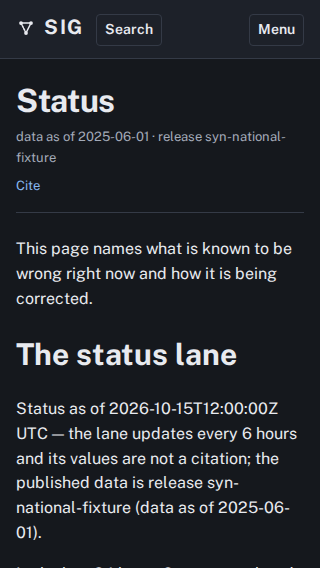 SIG
Search
Menu
Status
data as of 2025-06-01 · release syn-national-
fixture
Cite
This page names what is known to be
wrong right now and how it is being
corrected.
The status lane
Status as of 2026-10-15T12:00:00Z
UTC — the lane updates every 6 hours
and its values are not a citation; the
published data is release syn-
national-fixture (data as of 2025-06-
01).